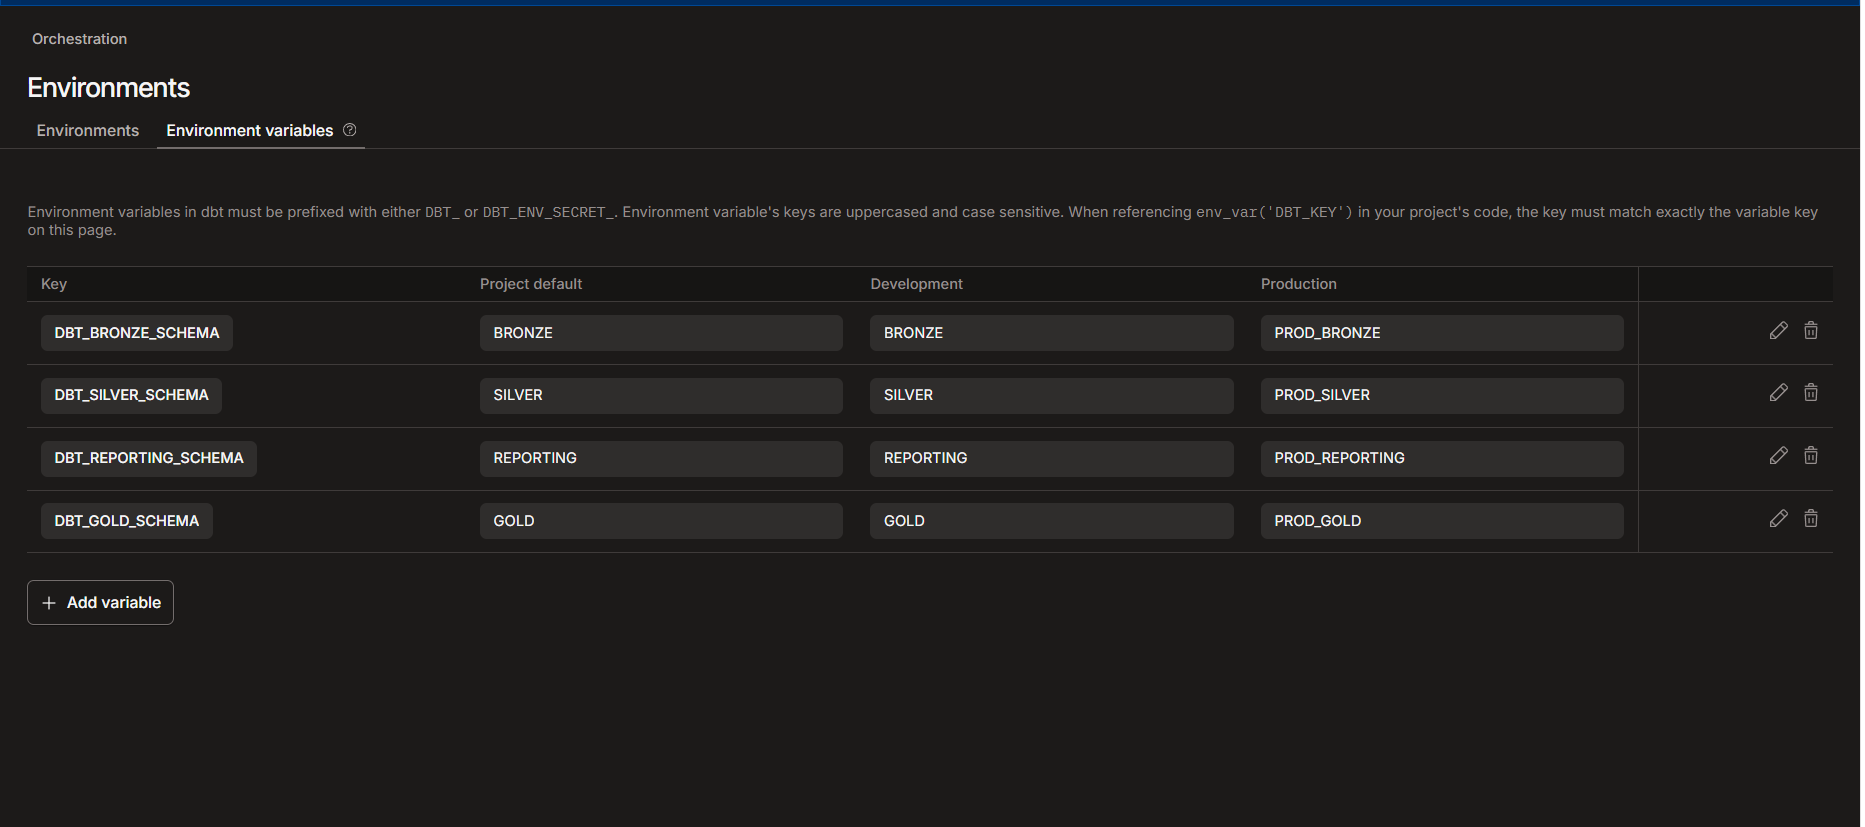 Orchestration
Environments
Environments Environment variables
Environment variables in dbt must be prefixed with either DBT_ or DBT_ENV_SECRET_. Environment variable's keys are uppercased and case sensitive. When referencing env_var('DBT_KEY') in your project's code, the key must match exactly the variable key
on this page.
Key Project default Development Production
DBT_BRONZE_SCHEMA BRONZE BRONZE PROD_BRONZE
DBT_SILVER_SCHEMA SILVER SILVER PROD_SILVER
DBT_REPORTING_SCHEMA REPORTING REPORTING PROD_REPORTING
DBT_GOLD_SCHEMA GOLD GOLD PROD_GOLD
+ Add variable